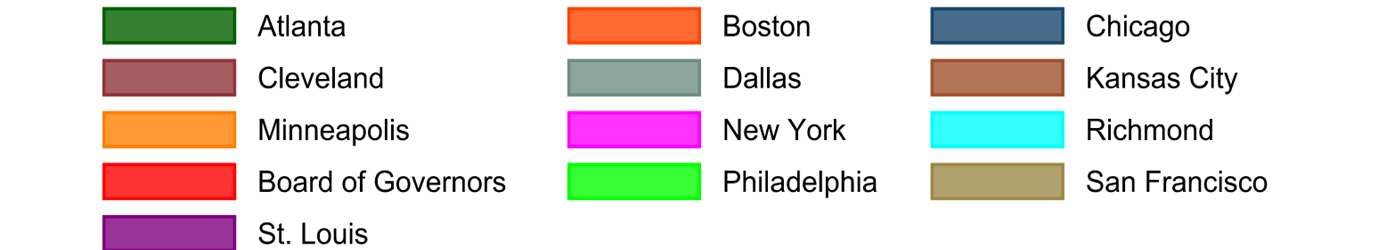 Atlanta Boston Chicago
Cleveland Dallas Kansas City
Minneapolis New York Richmond
Board of Governors Philadelphia San Francisco
St. Louis